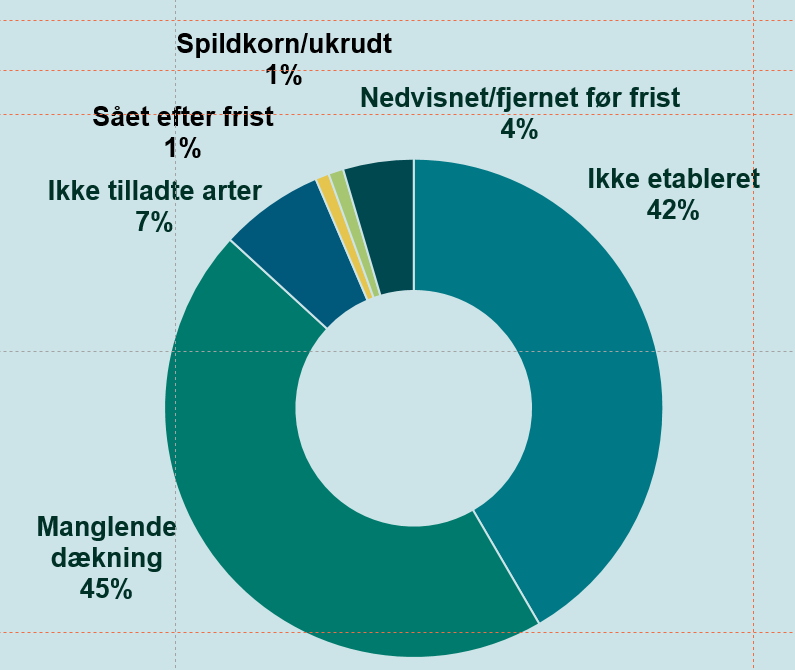 Spildkorn/ukrudt
1%
Nedvisnet/fjernet før frist
4%
Sået efter frist
1%
Ikke etableret
42%
Ikke tilladte arter
7%
Manglende
dækning
45%